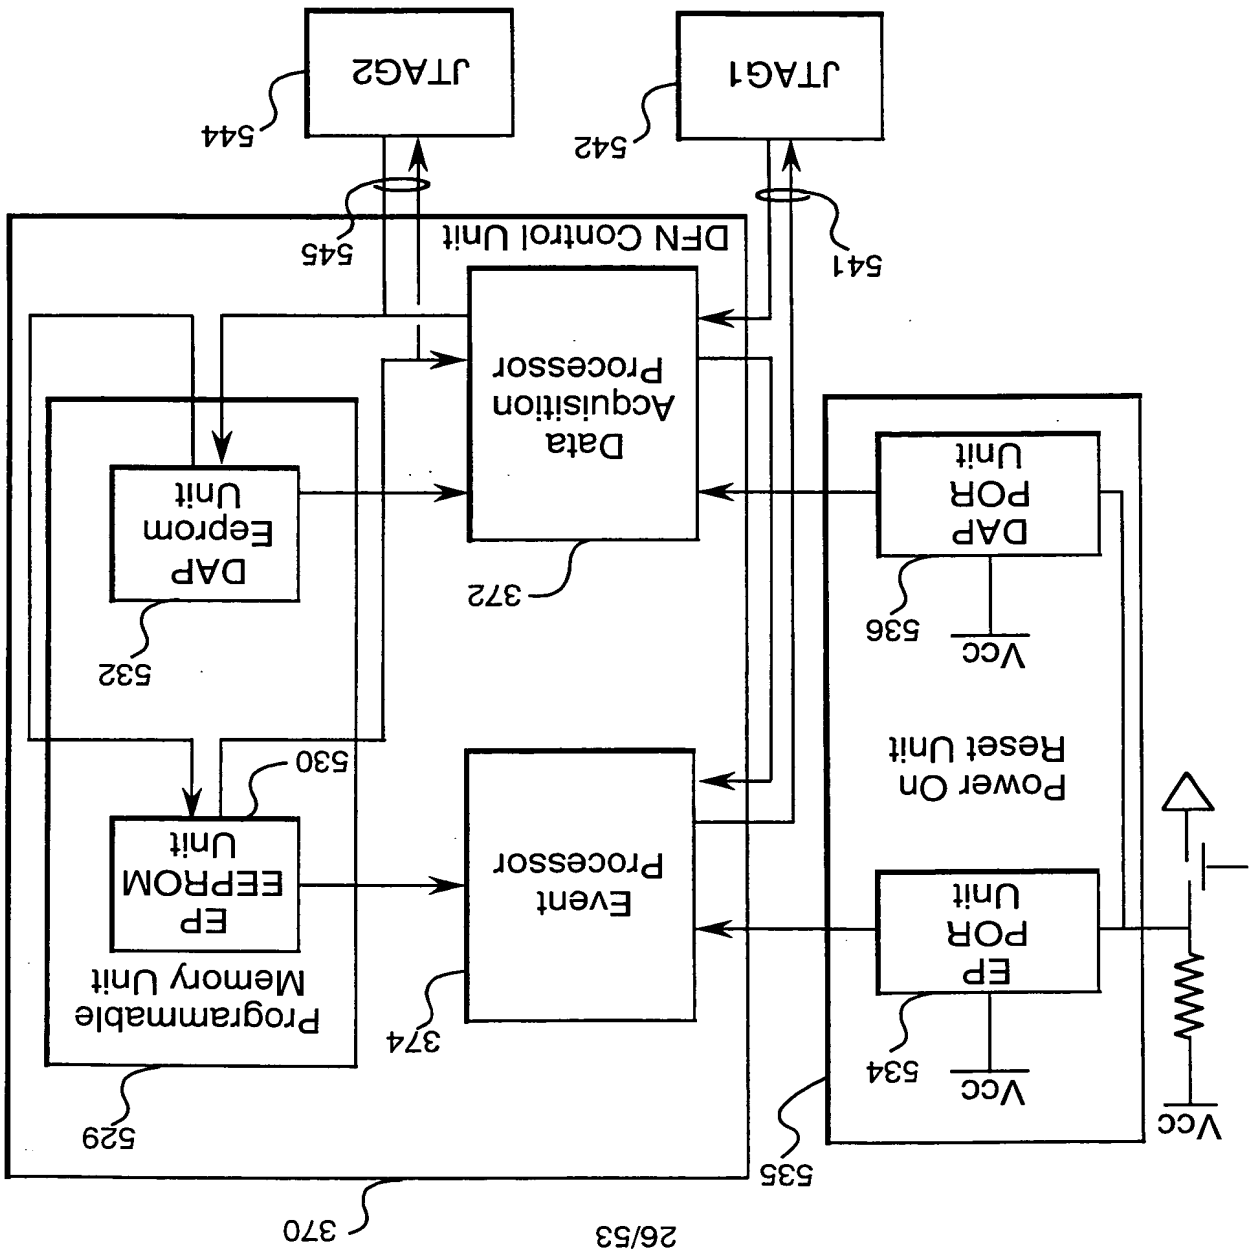 26/53
370
535
529
Vcc
Vcc
534
374
Programmable
Memory Unit
EP
POR
Unit
Event
Processor
EP
EEPROM
Unit
Power On
Reset Unit
530
Vcc
536
372
532
DAP
POR
Unit
Data
Acquisition
Processor
DAP
Eeprom
Unit
DFN Control Unit
541
545
542
544
JTAG1
JTAG2